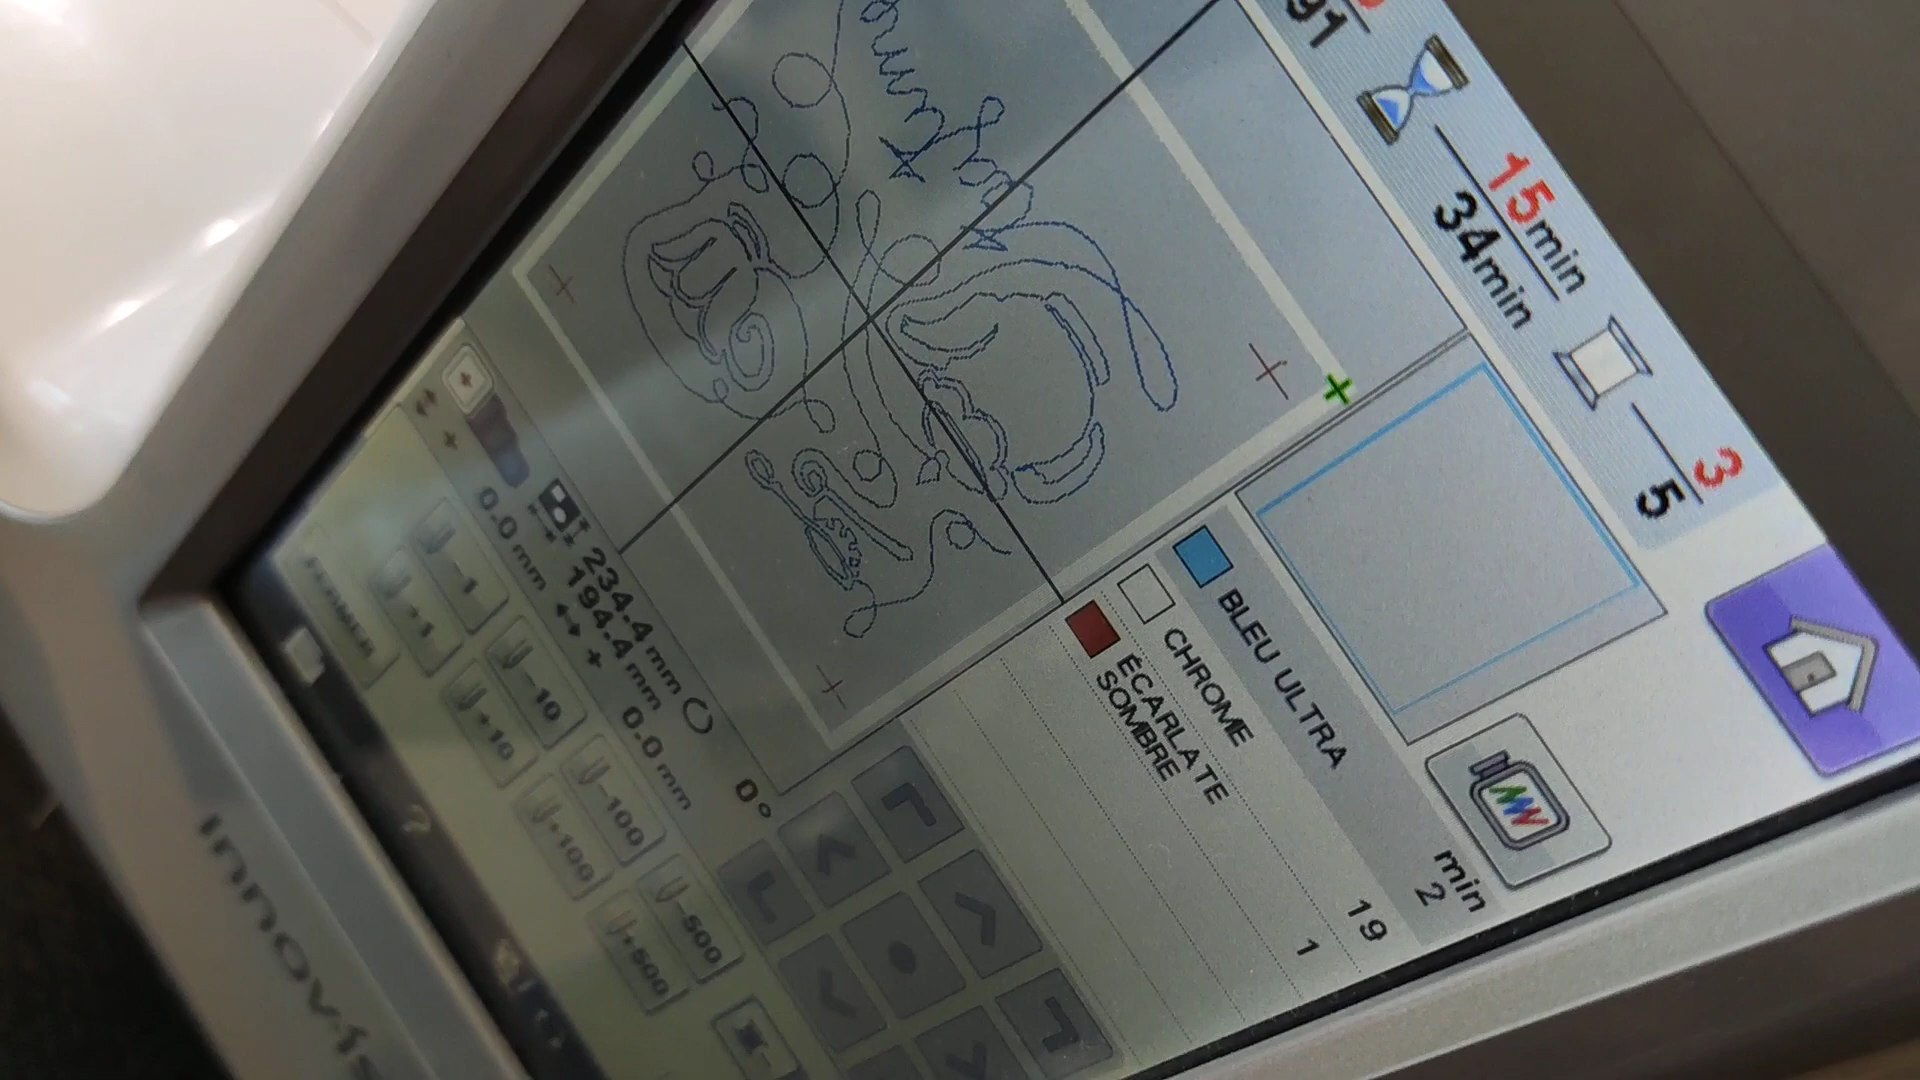 91
15min
34min
3
5
BLEU ULTRA
CHROME
ÉCARLATE
SOMBRE
min
2
19
1
234.4 mm
194.4 mm
0.0 mm
0.0 mm
0°
-1
-10
-100
-500
+1
+10
+100
+500
FERMER
innovis